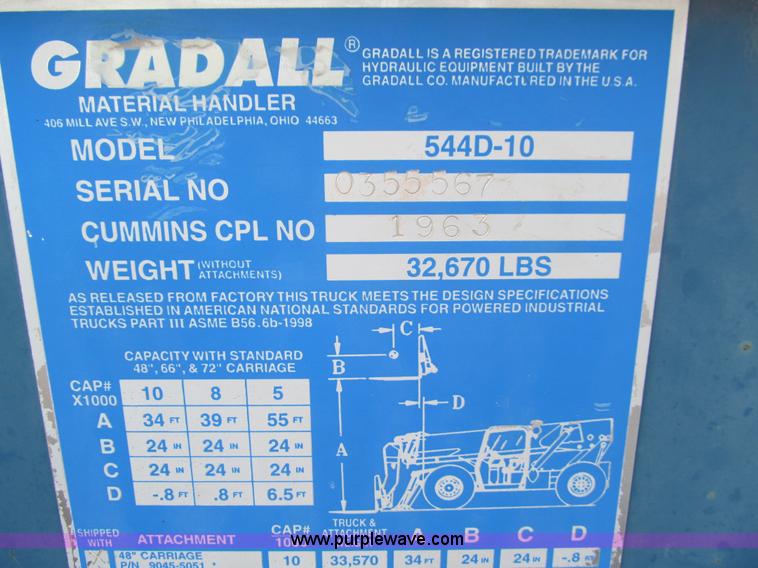 GRADALL®
GRADALL IS A REGISTERED TRADEMARK FOR
HYDRAULIC EQUIPMENT BUILT BY THE
GRADALL CO. MANUFACTURED IN THE U.S.A.
MATERIAL HANDLER
406 MILL AVE S.W., NEW PHILADELPHIA, OHIO 44663
MODEL 544D-10
SERIAL NO 0355567
CUMMINS CPL NO 1963
WEIGHT (WITHOUT ATTACHMENTS) 32,670 LBS
AS RELEASED FROM FACTORY THIS TRUCK MEETS THE DESIGN SPECIFICATIONS
ESTABLISHED IN AMERICAN NATIONAL STANDARDS FOR POWERED INDUSTRIAL
TRUCKS PART III ASME B56.6b-1998
CAPACITY WITH STANDARD
48", 66", & 72" CARRIAGE
CAP# X1000 10 8 5
A 34 FT 39 FT 55 FT
B 24 IN 24 IN 24 IN
C 24 IN 24 IN 24 IN
D -.8 FT .8 FT 6.5 FT
C
B
D
A
SHIPPED WITH ATTACHMENT CAP# TRUCK & ATTACHMENT A B C D
48" CARRIAGE
P/N 9045-5051 10 33,570 34 FT 24 IN 24 IN -.8 FT
www.purplewave.com